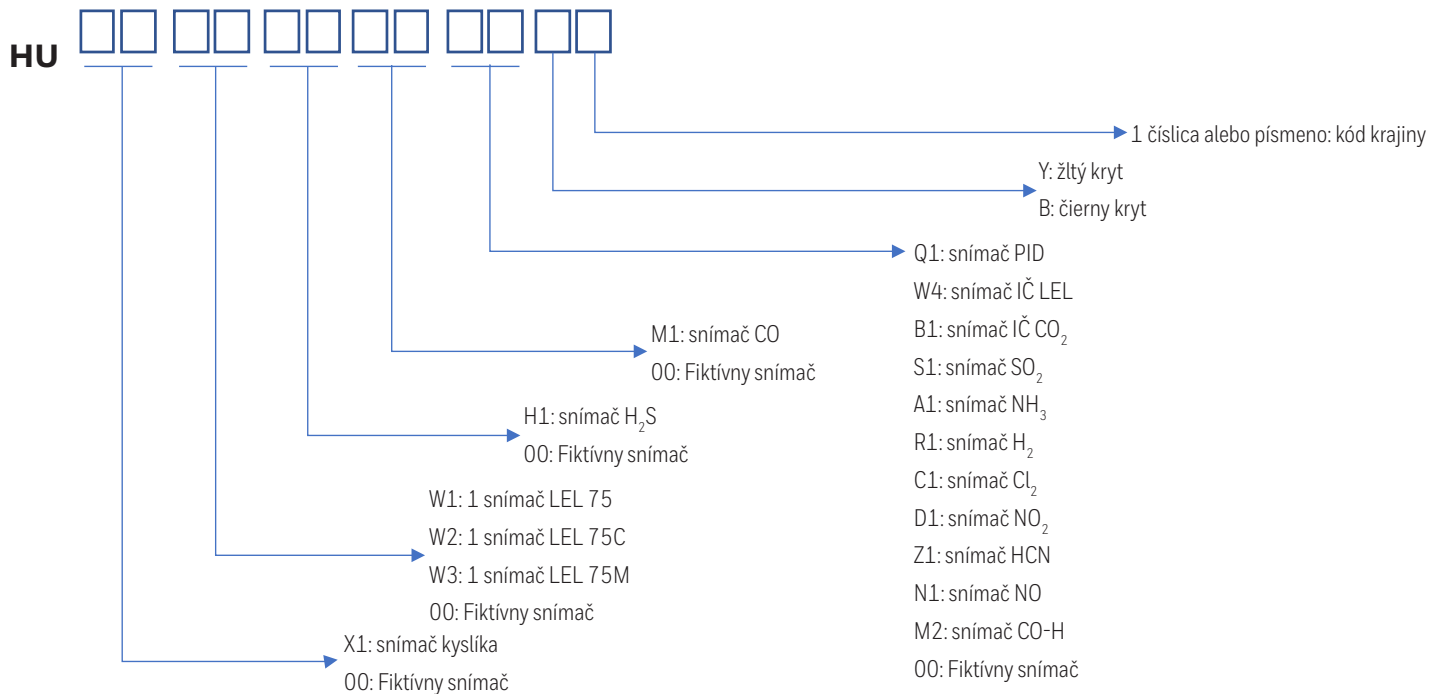 HU
1 číslica alebo písmeno: kód krajiny
Y: žltý kryt
B: čierny kryt
Q1: snímač PID
W4: snímač IČ LEL
B1: snímač IČ CO₂
S1: snímač SO₂
A1: snímač NH₃
R1: snímač H₂
C1: snímač Cl₂
D1: snímač NO₂
Z1: snímač HCN
N1: snímač NO
M2: snímač CO-H
00: Fiktívny snímač
M1: snímač CO
00: Fiktívny snímač
H1: snímač H₂S
00: Fiktívny snímač
W1: 1 snímač LEL 75
W2: 1 snímač LEL 75C
W3: 1 snímač LEL 75M
00: Fiktívny snímač
X1: snímač kyslíka
00: Fiktívny snímač